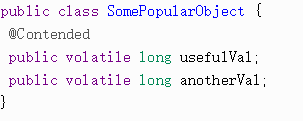 public class SomePopularObject {
@Contended
public volatile long usefulVal;
public volatile long anotherVal;
}